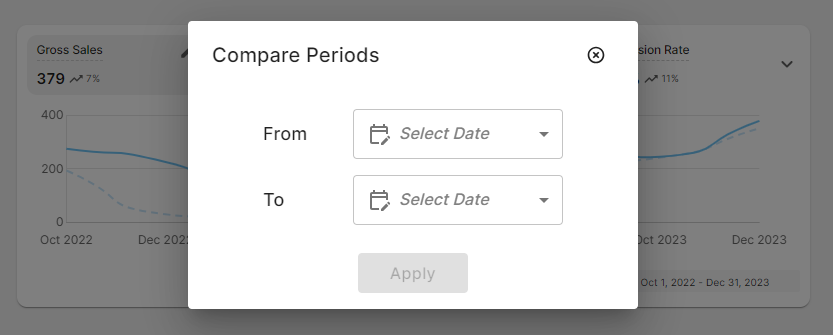 Gross Sales
379 7%
sion Rate
11%
Compare Periods
From
Select Date
To
Select Date
Apply
400
200
0
Oct 2022
Dec 202
Oct 2023
Dec 2023
Oct 1, 2022 - Dec 31, 2023